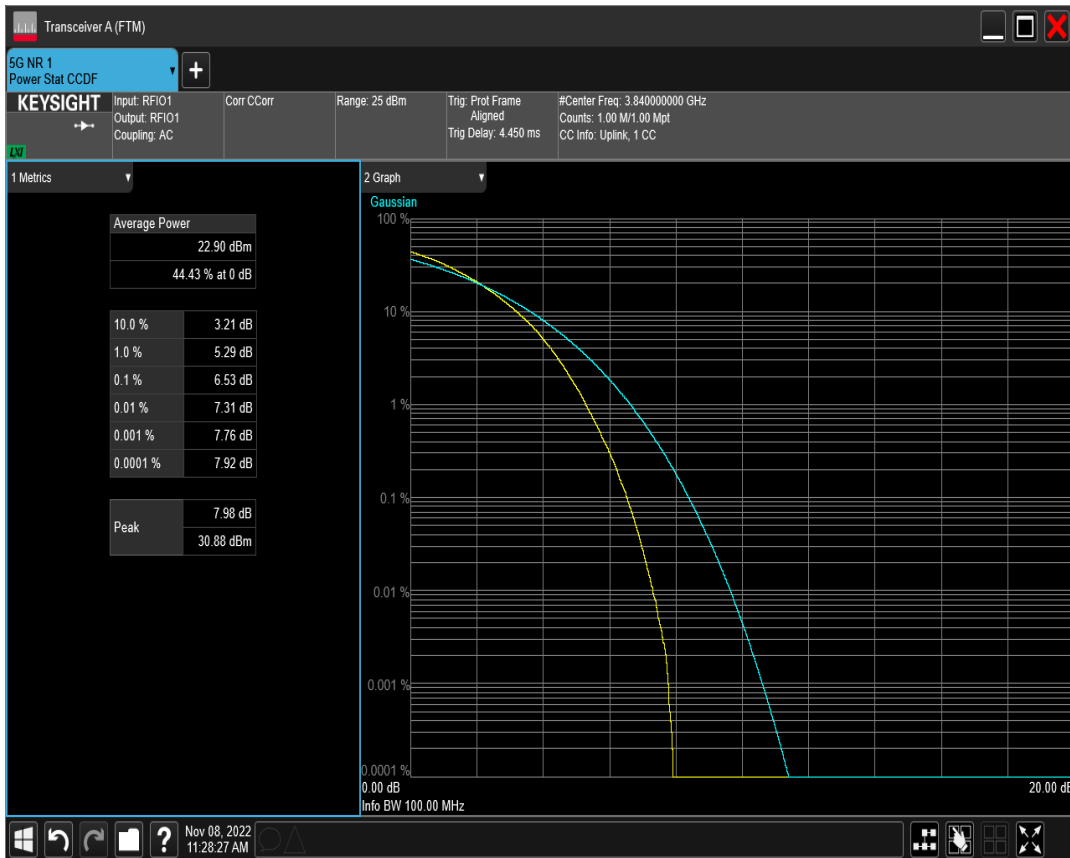 Transceiver A (FTM)
5G NR 1
Power Stat CCDF
+
KEYSIGHT
LXI
Input: RFIO1
Output: RFIO1
Coupling: AC
Corr CCorr
Range: 25 dBm
Trig: Prot Frame
Aligned
Trig Delay: 4.450 ms
#Center Freq: 3.840000000 GHz
Counts: 1.00 M/1.00 Mpt
CC Info: Uplink, 1 CC
1 Metrics
Average Power
22.90 dBm
44.43 % at 0 dB
10.0 % 3.21 dB
1.0 % 5.29 dB
0.1 % 6.53 dB
0.01 % 7.31 dB
0.001 % 7.76 dB
0.0001 % 7.92 dB
Peak
7.98 dB
30.88 dBm
2 Graph
Gaussian
100 %
10 %
1 %
0.1 %
0.01 %
0.001 %
0.0001 %
0.00 dB 20.00 dB
Info BW 100.00 MHz
?
Nov 08, 2022
11:28:27 AM